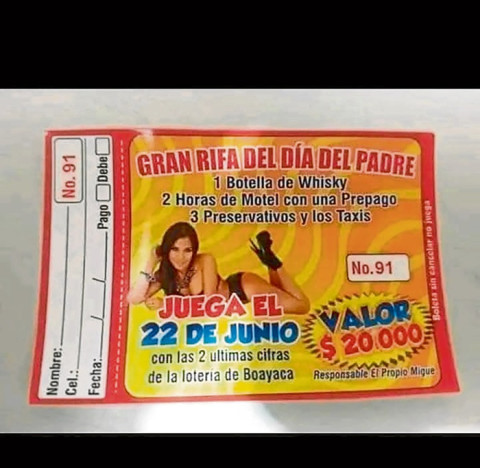 No. 91
Nombre:
Cel.:
Fecha: / /
Pago
Debe
GRAN RIFA DEL DÍA DEL PADRE
1 Botella de Whisky
2 Horas de Motel con una Prepago
3 Preservativos y los Taxis
No.91
JUEGA EL
22 DE JUNIO
con las 2 ultimas cifras
de la loteria de Boayaca
VALOR
$ 20.000
Responsable El Propio Migue
Boleta sin cancelar no juega